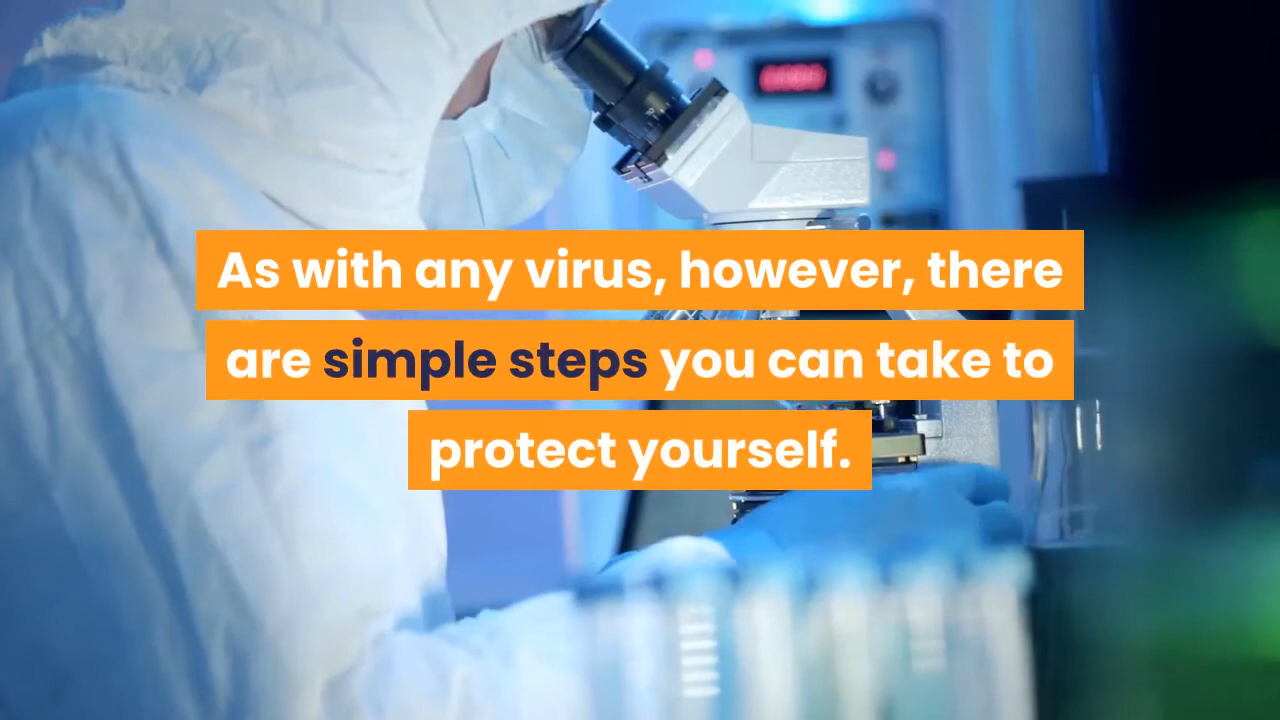 As with any virus, however, there
are simple steps you can take to
protect yourself.